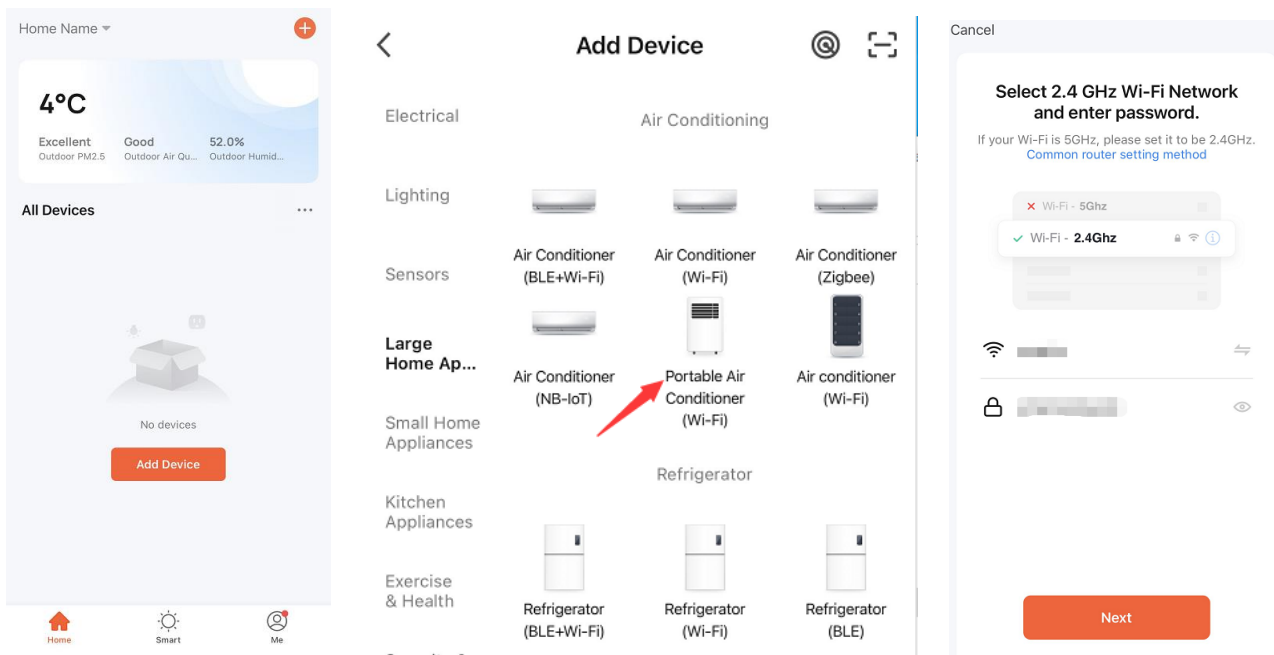 Home Name
4°C
Excellent Good 52.0%
Outdoor PM2.5 Outdoor Air Qu... Outdoor Humid...
All Devices
No devices
Add Device
Home Smart Me
Add Device
Electrical
Lighting
Sensors
Large
Home Ap...
Small Home
Appliances
Kitchen
Appliances
Exercise
& Health
Air Conditioning
Air Conditioner
(BLE+Wi-Fi)
Air Conditioner
(Wi-Fi)
Air Conditioner
(Zigbee)
Air Conditioner
(NB-IoT)
Portable Air
Conditioner
(Wi-Fi)
Air conditioner
(Wi-Fi)
Refrigerator
Refrigerator
(BLE+Wi-Fi)
Refrigerator
(Wi-Fi)
Refrigerator
(BLE)
Cancel
Select 2.4 GHz Wi-Fi Network
and enter password.
If your Wi-Fi is 5GHz, please set it to be 2.4GHz.
Common router setting method
Wi-Fi - 5Ghz
Wi-Fi - 2.4Ghz
Next